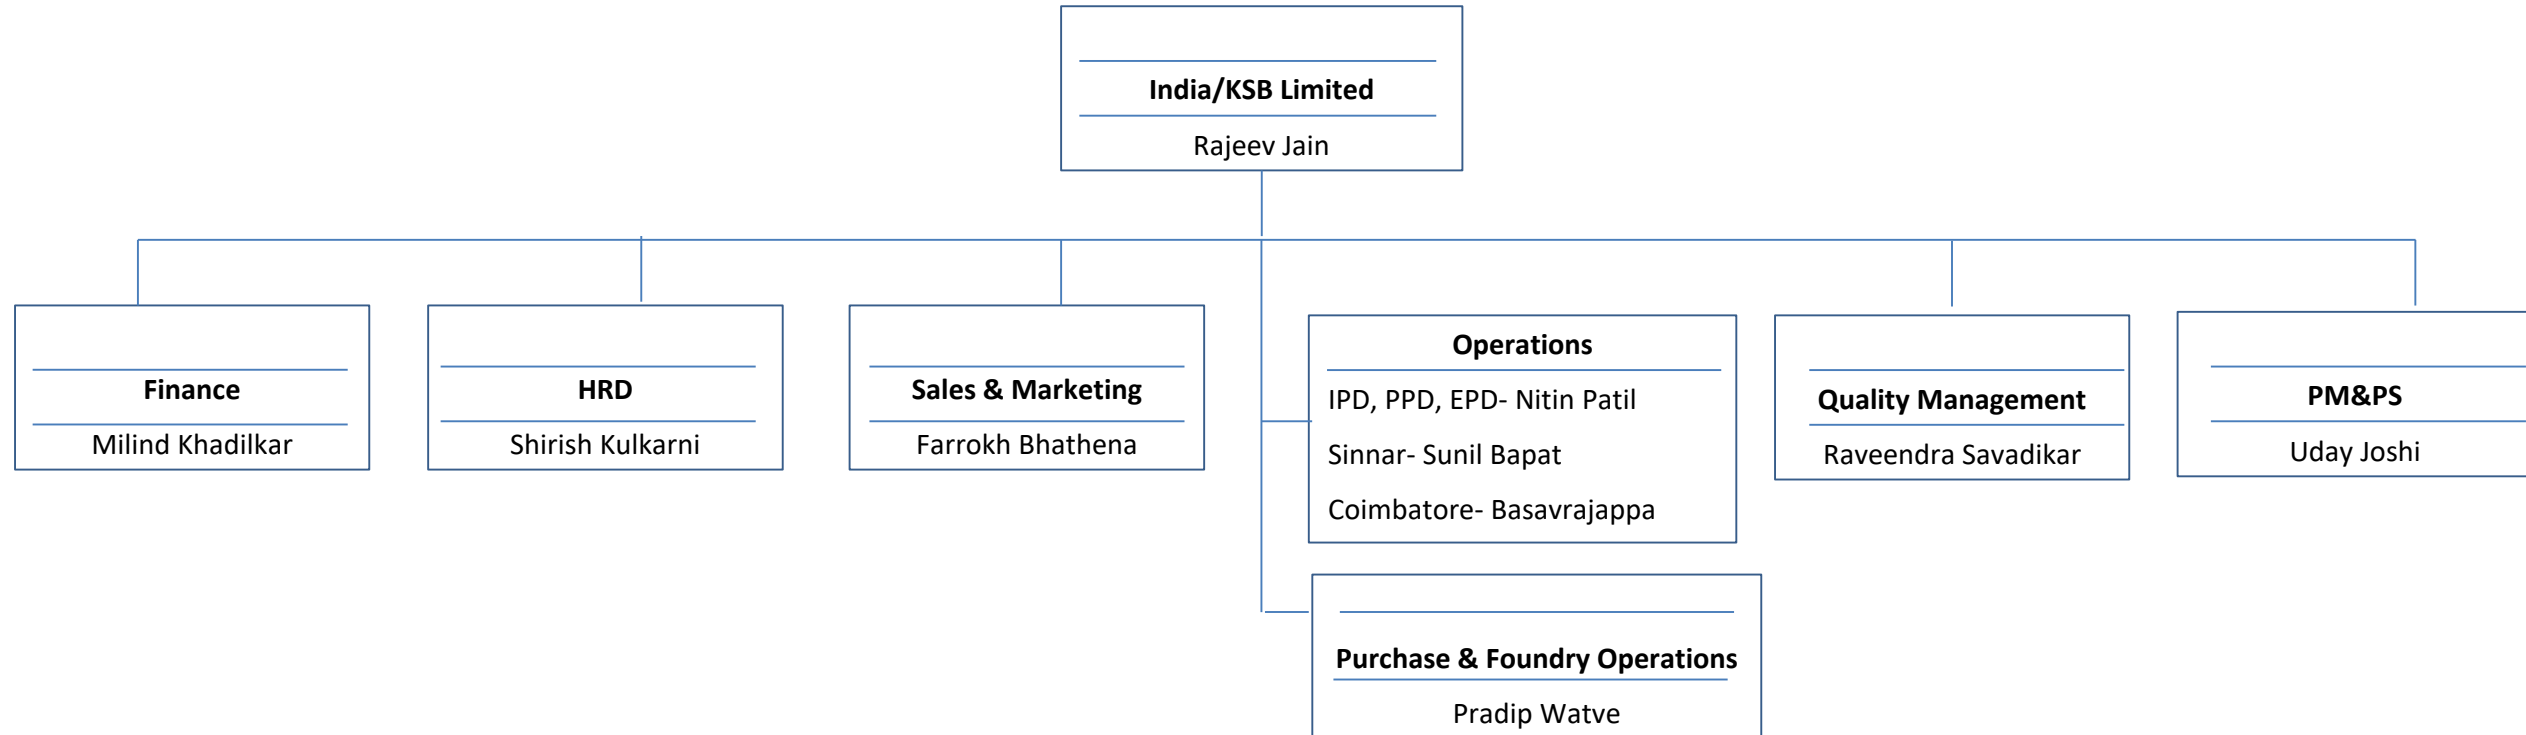 India/KSB Limited
Rajeev Jain
Finance
Milind Khadilkar
HRD
Shirish Kulkarni
Sales & Marketing
Farrokh Bhathena
Operations
IPD, PPD, EPD- Nitin Patil
Sinnar- Sunil Bapat
Coimbatore- Basavrajappa
Quality Management
Raveendra Savadikar
PM&PS
Uday Joshi
Purchase & Foundry Operations
Pradip Watve